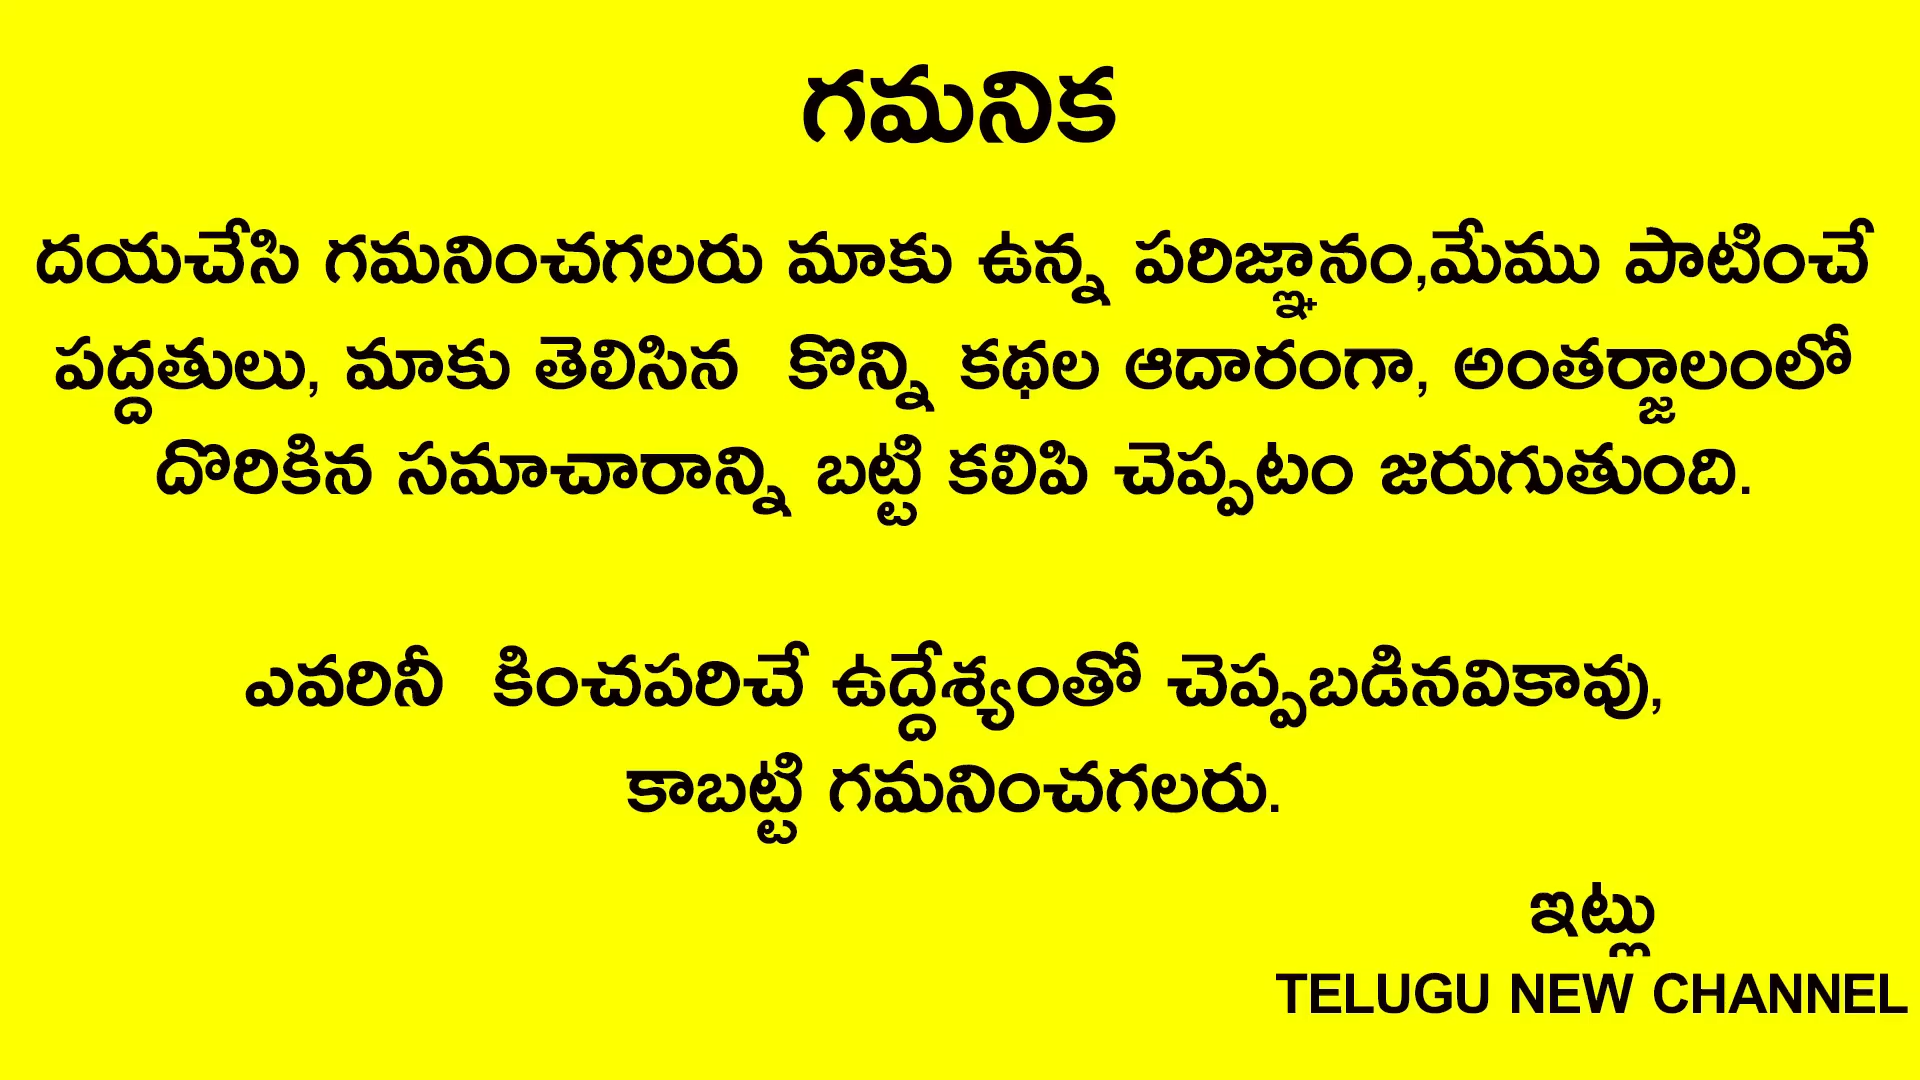 గమనిక
దయచేసి గమనించగలరు మాకు ఉన్న పరిజ్ఞానం,మేము పాటించే
పద్దతులు, మాకు తెలిసిన కొన్ని కథల ఆదారంగా, అంతర్జాలంలో
దొరికిన సమాచారాన్ని బట్టి కలిపి చెప్పటం జరుగుతుంది.
ఎవరినీ కించపరిచే ఉద్దేశ్యంతో చెప్పబడినవికావు,
కాబట్టి గమనించగలరు.
ఇట్లు
TELUGU NEW CHANNEL